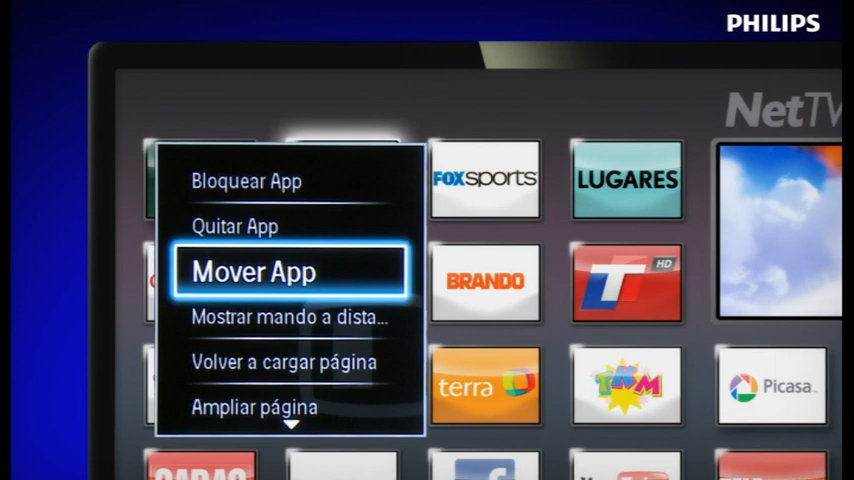 PHILIPS
NetTV
Bloquear App
Quitar App
Mover App
Mostrar mando a dista...
Volver a cargar página
Ampliar página
FOXsports
LUGARES
BRANDO
HD
terra
TKM
Picasa